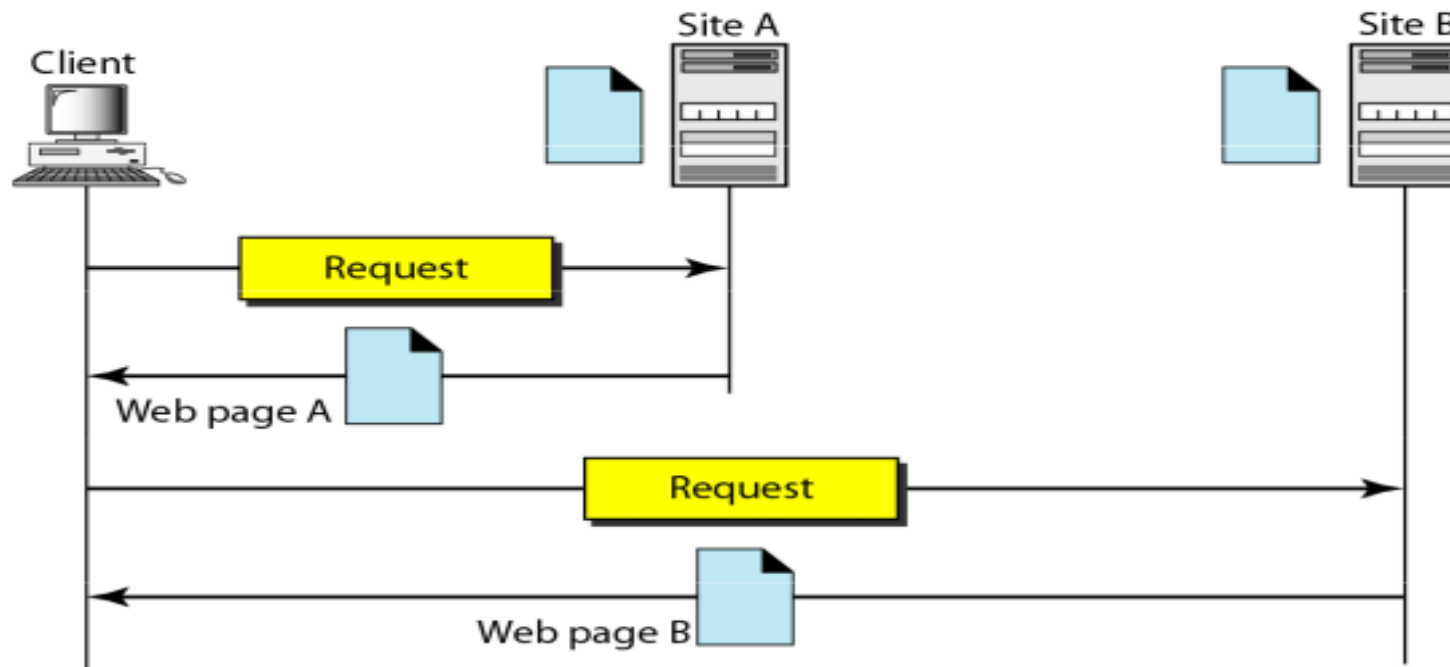 Site A
Site B
Client
Request
Web page A
Request
Web page B